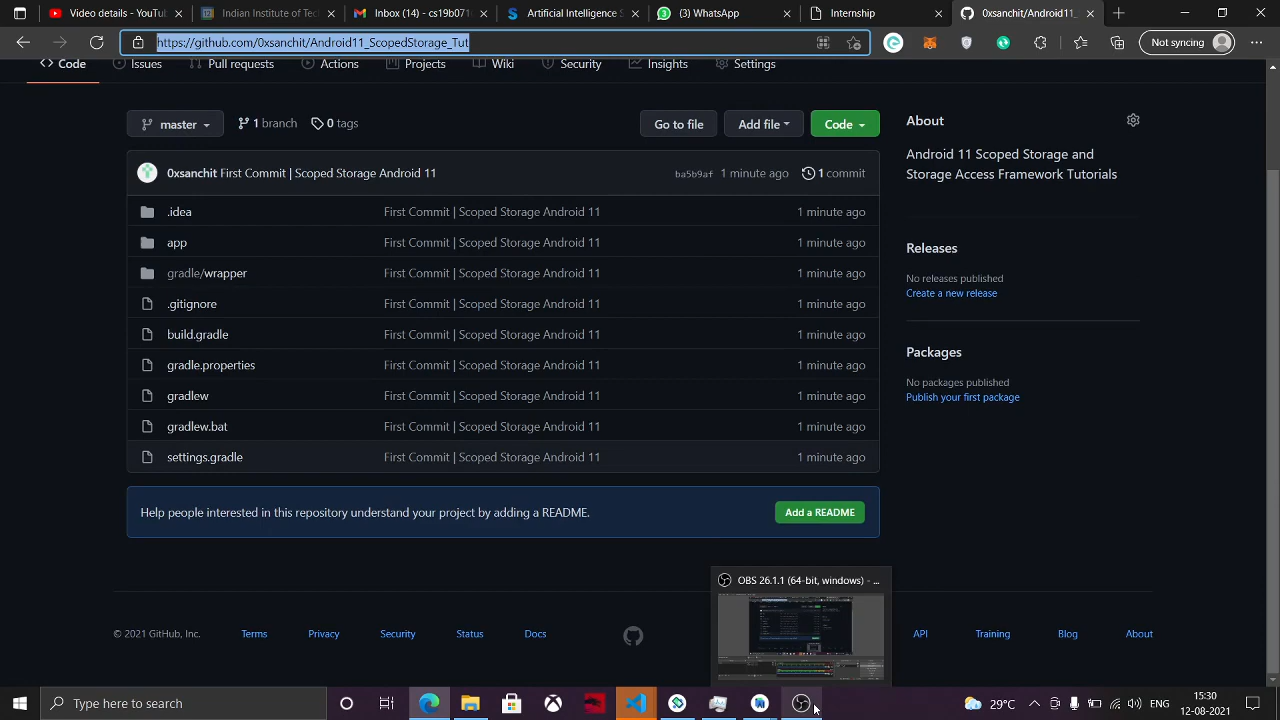 Video details - YouTube
Indian Institute of Tech
Inbox (14) - cs19b171
Artificial Intelligence S
(3) WhatsApp
Internship
0xsanchit/Android11_
https://github.com/0xsanchit/Android11_ScopedStorage_Tut
Not syncing
Code
Issues
Pull requests
Actions
Projects
Wiki
Security
Insights
Settings
master
1 branch
0 tags
Go to file
Add file
Code
About
Android 11 Scoped Storage and
Storage Access Framework Tutorials
0xsanchit First Commit | Scoped Storage Android 11
ba5b9af 1 minute ago
1 commit
.idea First Commit | Scoped Storage Android 11 1 minute ago
app First Commit | Scoped Storage Android 11 1 minute ago
gradle/wrapper First Commit | Scoped Storage Android 11 1 minute ago
.gitignore First Commit | Scoped Storage Android 11 1 minute ago
build.gradle First Commit | Scoped Storage Android 11 1 minute ago
gradle.properties First Commit | Scoped Storage Android 11 1 minute ago
gradlew First Commit | Scoped Storage Android 11 1 minute ago
gradlew.bat First Commit | Scoped Storage Android 11 1 minute ago
settings.gradle First Commit | Scoped Storage Android 11 1 minute ago
Releases
No releases published
Create a new release
Packages
No packages published
Publish your first package
Help people interested in this repository understand your project by adding a README.
Add a README
OBS 26.1.1 (64-bit, windows) - ...
© 2021 GitHub, Inc.
Terms
Privacy
Security
Status
Docs
API
Training
Blog
About
Type here to search
29°C
ENG
15:30
12-08-2021